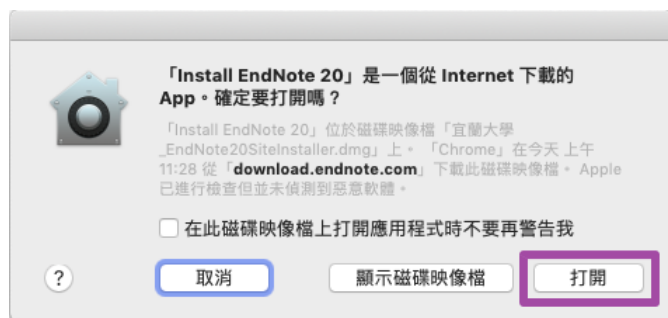 「Install EndNote 20」是一個從 Internet 下載的
App。確定要打開嗎？
「Install EndNote 20」位於磁碟映像檔「宜蘭大學
_EndNote20SiteInstaller.dmg」上。「Chrome」在今天 上午
11:28 從「download.endnote.com」下載此磁碟映像檔。Apple
已進行檢查但並未偵測到惡意軟體。
在此磁碟映像檔上打開應用程式時不要再警告我
? 取消 顯示磁碟映像檔 打開